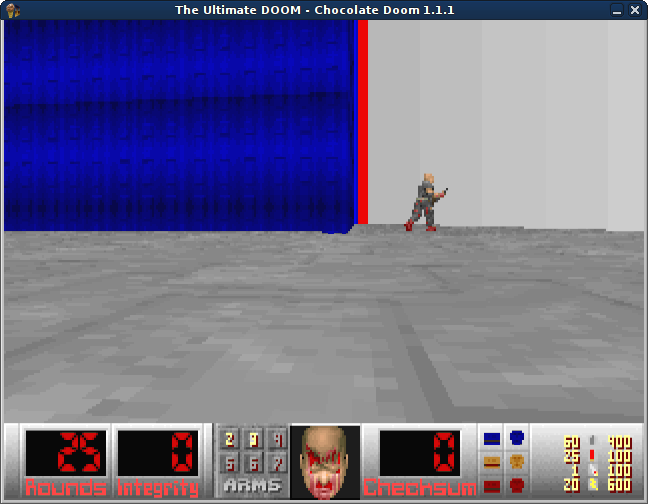 The Ultimate DOOM - Chocolate Doom 1.1.1
25 0 0
2 3 4
5 6 7
Rounds integrity ARMS Checksum
50 400
25 100
1 100
20 600